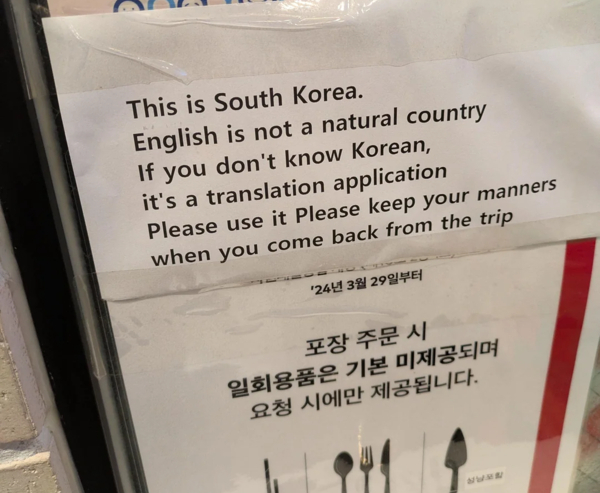 This is South Korea.
English is not a natural country
If you don't know Korean,
it's a translation application
Please use it Please keep your manners
when you come back from the trip
'24년 3월 29일부터
포장 주문 시
일회용품은 기본 미제공되며
요청 시에만 제공됩니다.